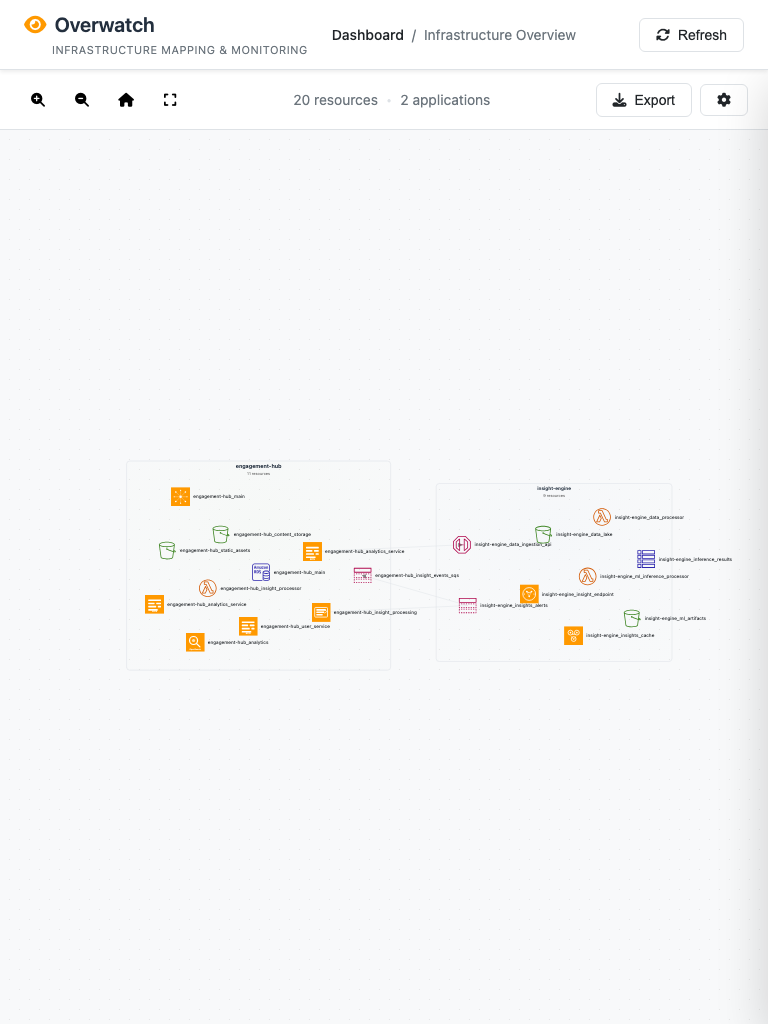 Overwatch
INFRASTRUCTURE MAPPING & MONITORING
Dashboard / Infrastructure Overview
Refresh
20 resources • 2 applications
Export
engagement-hub
11 resources
engagement-hub_main
engagement-hub_content_storage
engagement-hub_static_assets
engagement-hub_analytics_service
engagement-hub_main
engagement-hub_insight_events_sqs
engagement-hub_insight_processor
engagement-hub_analytics_service
engagement-hub_insight_processing
engagement-hub_user_service
engagement-hub_analytics
insight-engine
9 resources
insight-engine_data_processor
insight-engine_data_lake
insight-engine_data_ingestion_api
insight-engine_inference_results
insight-engine_ml_inference_processor
insight-engine_insight_endpoint
insight-engine_insights_alerts
insight-engine_ml_artifacts
insight-engine_insights_cache